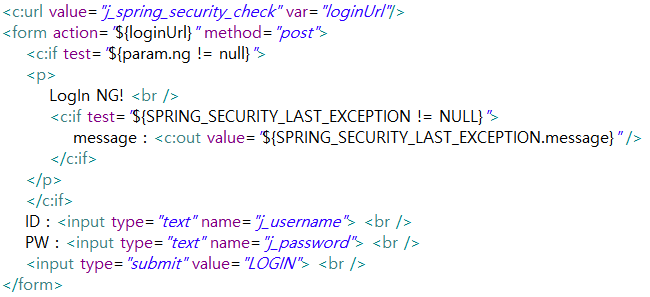 <c:url value="j_spring_security_check" var="loginUrl"/>
<form action="${loginUrl}" method="post">
<c:if test="${param.ng != null}">
<p>
LogIn NG! <br />
<c:if test="${SPRING_SECURITY_LAST_EXCEPTION != NULL}">
message : <c:out value="${SPRING_SECURITY_LAST_EXCEPTION.message}" />
</c:if>
</p>
</c:if>
ID : <input type="text" name="j_username"> <br />
PW : <input type="text" name="j_password"> <br />
<input type="submit" value="LOGIN"> <br />
</form>